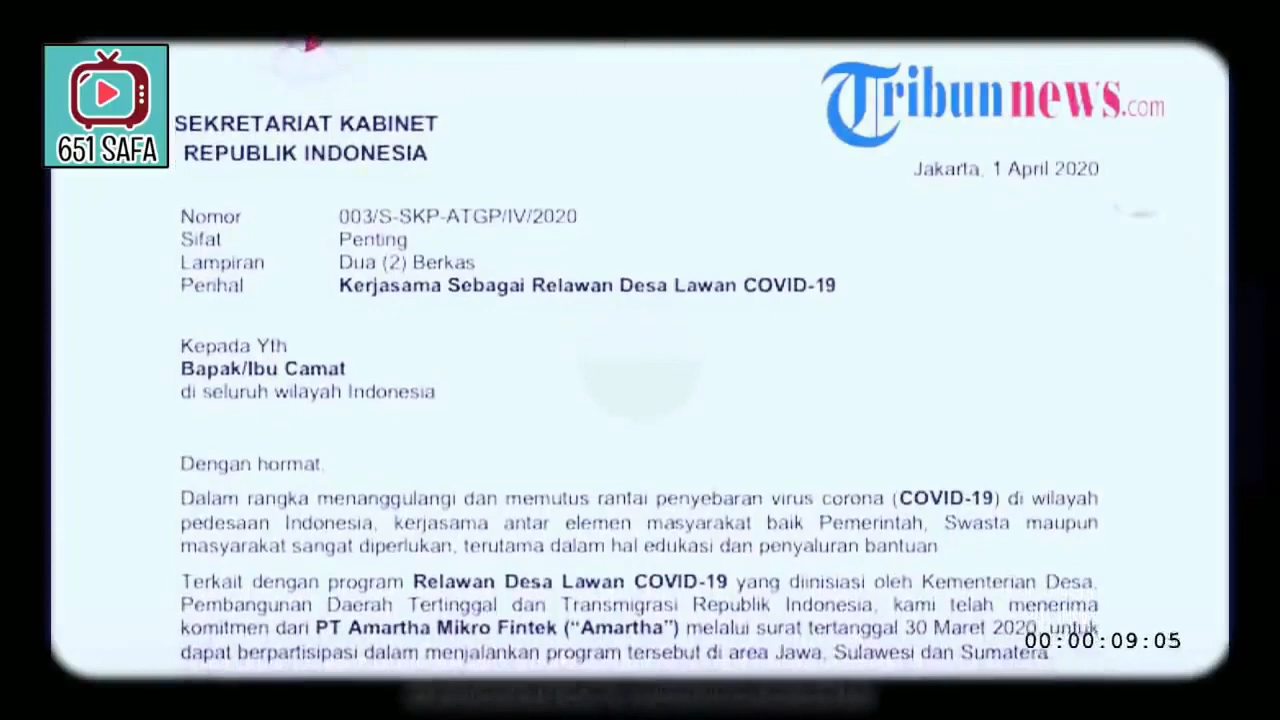 651 SAFA
Tribunnews.com
SEKRETARIAT KABINET
REPUBLIK INDONESIA
Jakarta, 1 April 2020
Nomor 003/S-SKP-ATGP/IV/2020
Sifat Penting
Lampiran Dua (2) Berkas
Perihal Kerjasama Sebagai Relawan Desa Lawan COVID-19
Kepada Yth
Bapak/Ibu Camat
di seluruh wilayah Indonesia
Dengan hormat,
Dalam rangka menanggulangi dan memutus rantai penyebaran virus corona (COVID-19) di wilayah
pedesaan Indonesia, kerjasama antar elemen masyarakat baik Pemerintah, Swasta maupun
masyarakat sangat diperlukan, terutama dalam hal edukasi dan penyaluran bantuan
Terkait dengan program Relawan Desa Lawan COVID-19 yang diinisiasi oleh Kementerian Desa,
Pembangunan Daerah Tertinggal dan Transmigrasi Republik Indonesia, kami telah menerima
komitmen dari PT Amartha Mikro Fintek (“Amartha”) melalui surat tertanggal 30 Maret 2020, untuk
dapat berpartisipasi dalam menjalankan program tersebut di area Jawa, Sulawesi dan Sumatera
00:00:09:05